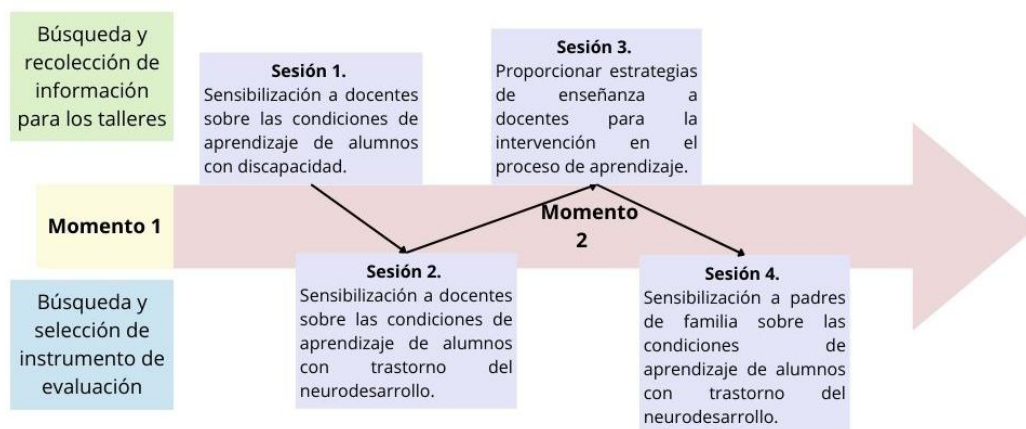 Búsqueda y
recolección de
información
para los talleres
Momento 1
Búsqueda y
selección de
instrumento de
evaluación
Sesión 1.
Sensibilización a docentes
sobre las condiciones de
aprendizaje de alumnos
con discapacidad.
Sesión 2.
Sensibilización a docentes
sobre las condiciones de
aprendizaje de alumnos
con trastorno del
neurodesarrollo.
Momento
2
Sesión 3.
Proporcionar estrategias
de enseñanza a
docentes para la
intervención en el
proceso de aprendizaje.
Sesión 4.
Sensibilización a padres
de familia sobre las
condiciones de
aprendizaje de alumnos
con trastorno del
neurodesarrollo.